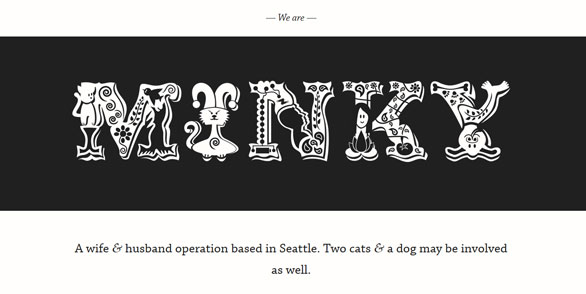 — We are —
MINKY
A wife & husband operation based in Seattle. Two cats & a dog may be involved
as well.